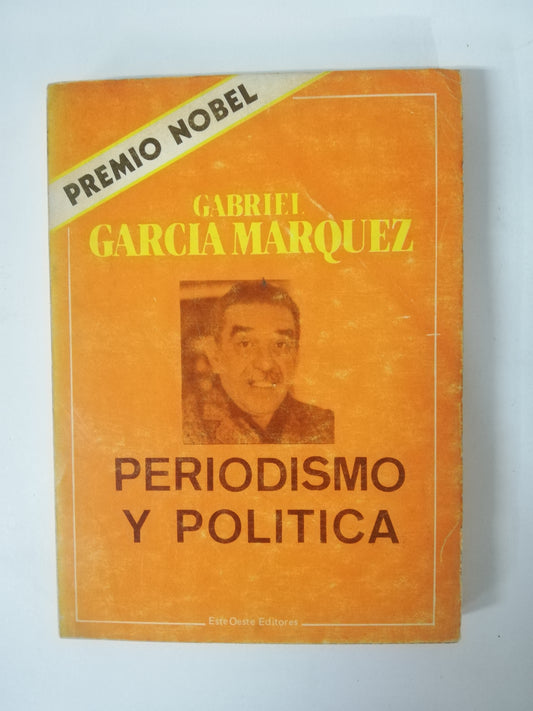 PREMIO NOBEL
GABRIEL
GARCIA MARQUEZ
PERIODISMO
Y POLITICA
Este Oeste Editores